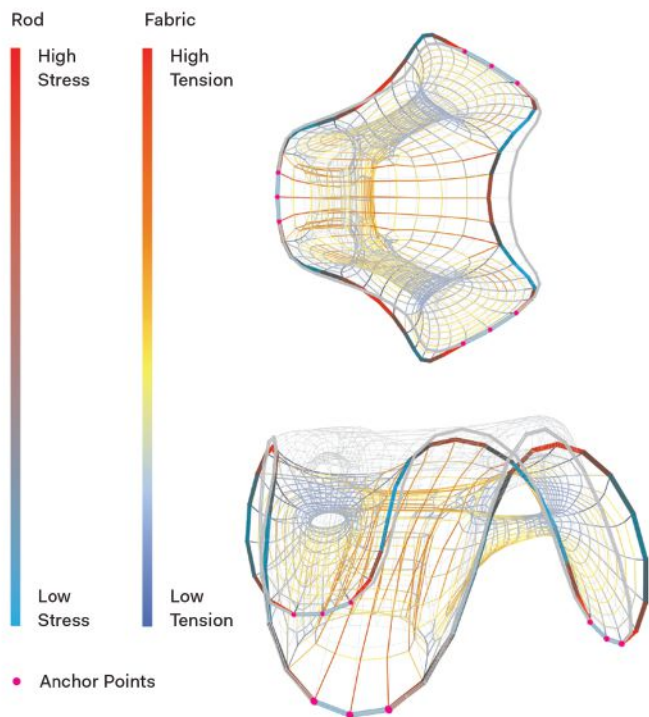 Rod
Fabric
High
Stress
High
Tension
Low
Stress
Low
Tension
Anchor Points